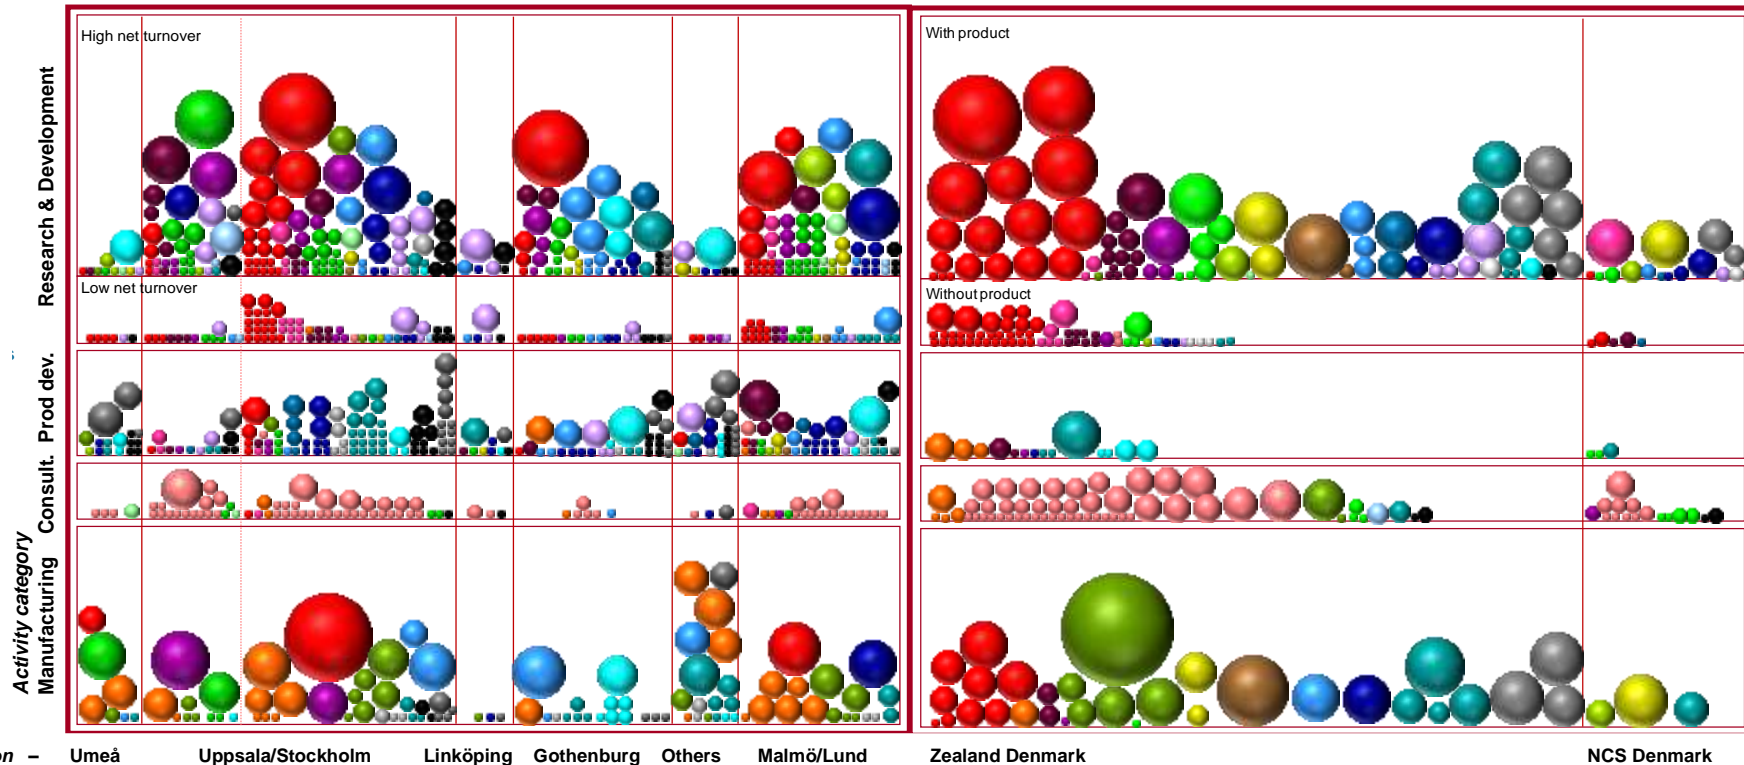 High net turnover
With product
Low net turnover
Without product
Research & Development
Prod dev.
Consult.
Manufacturing
Activity category
on – Umeå Uppsala/Stockholm Linköping Gothenburg Others Malmö/Lund Zealand Denmark NCS Denmark